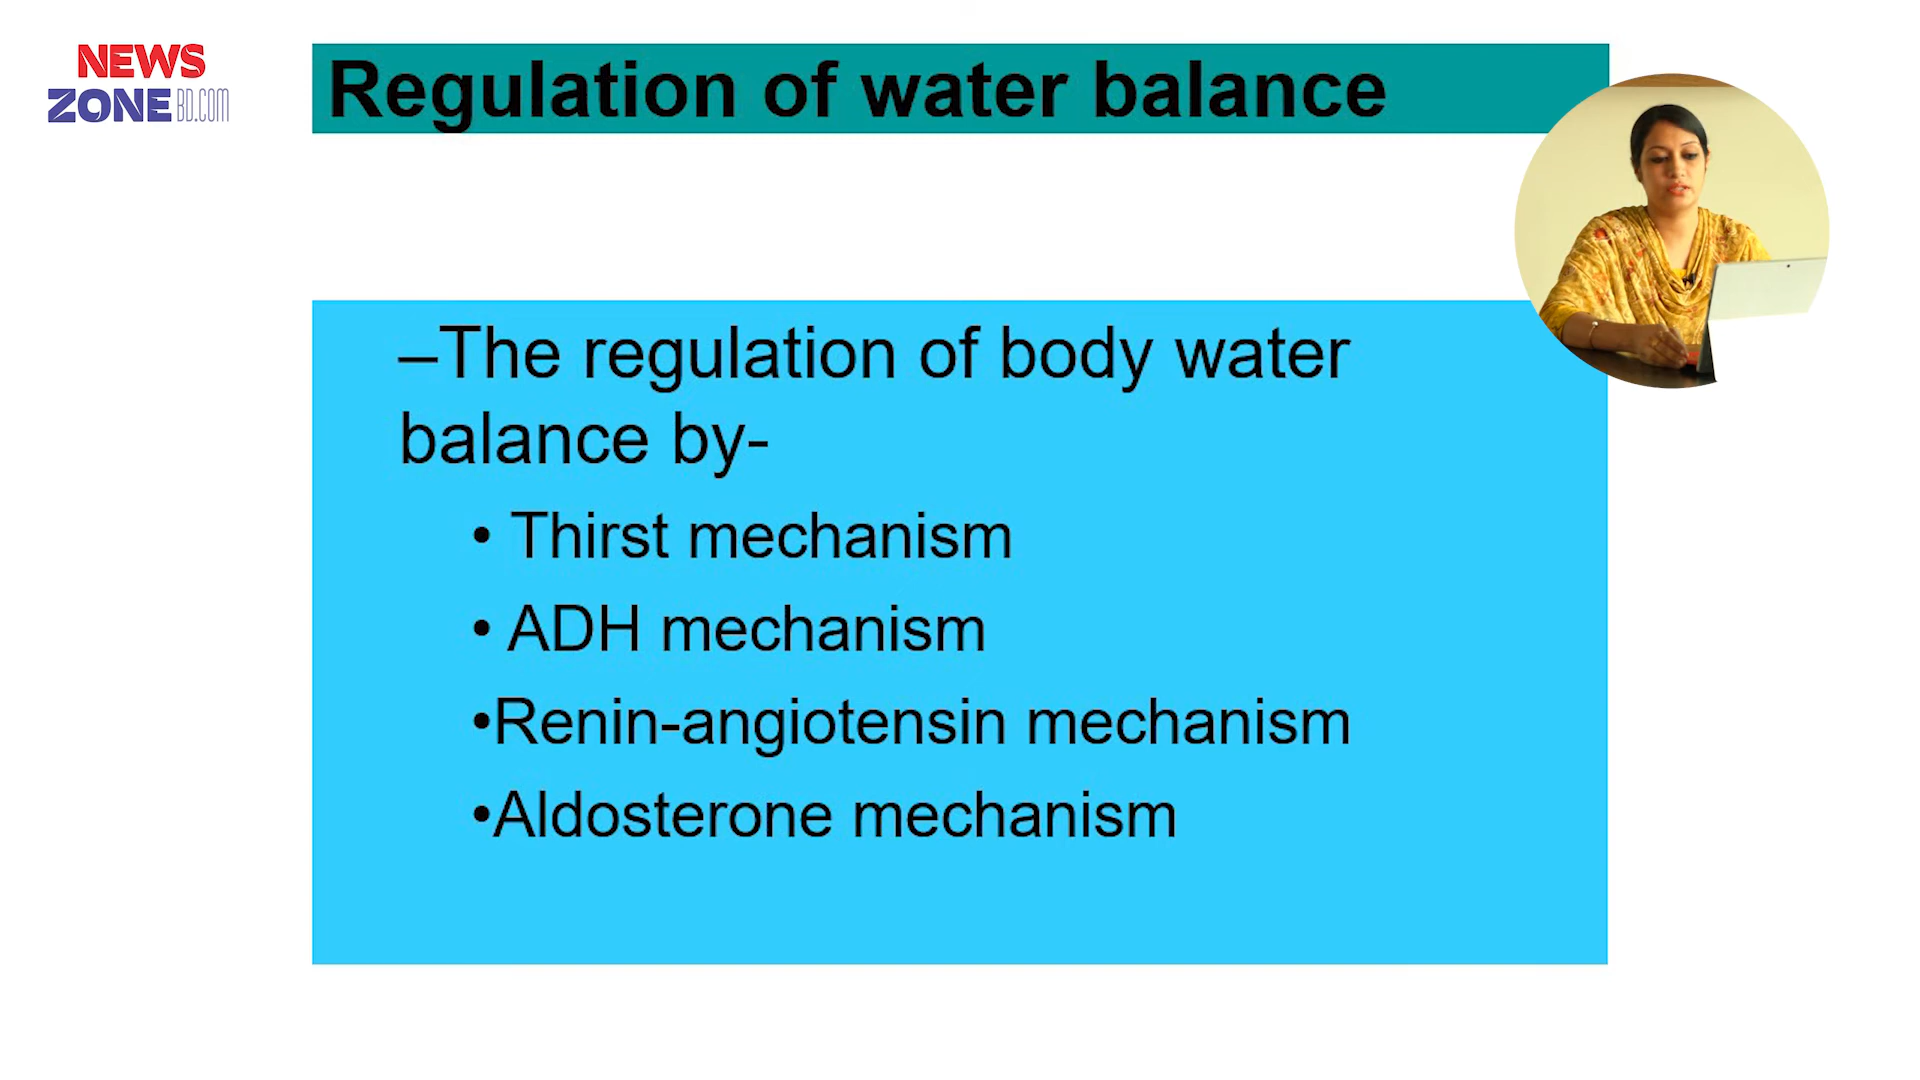 NEWS
ZONE BD.COM
Regulation of water balance
–The regulation of body water
balance by-
• Thirst mechanism
• ADH mechanism
•Renin-angiotensin mechanism
•Aldosterone mechanism